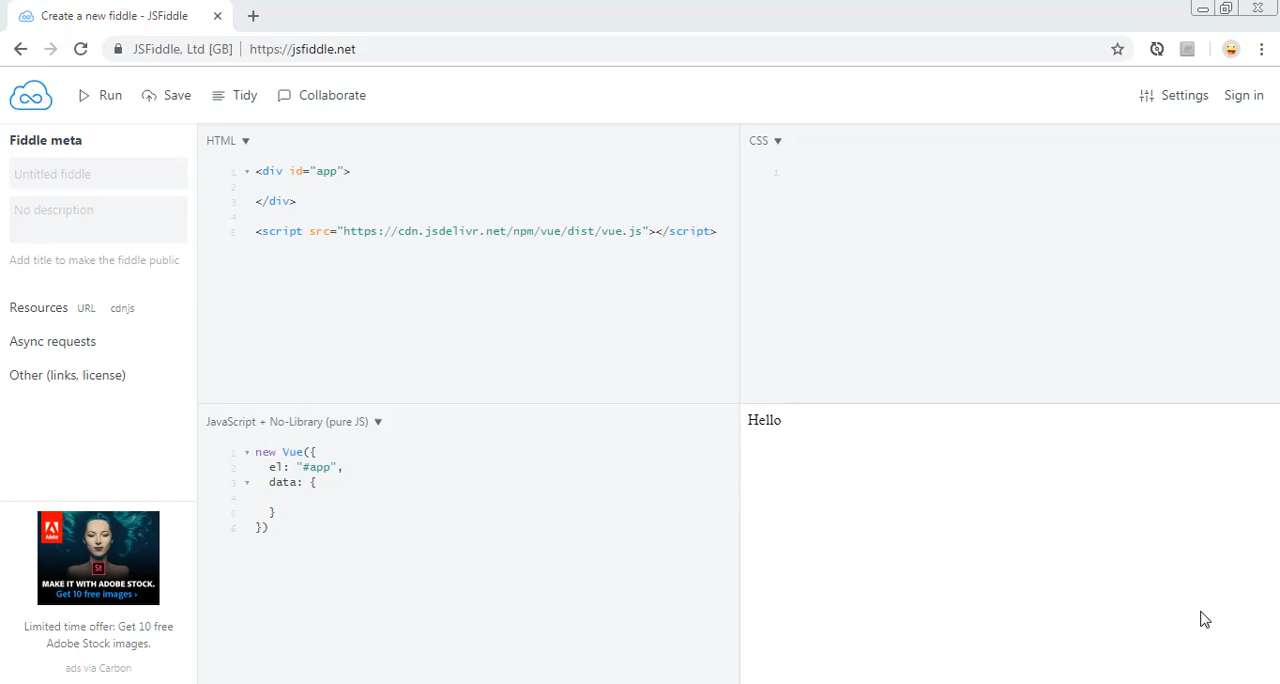 Create a new fiddle - JSFiddle
JSFiddle, Ltd [GB] | https://jsfiddle.net
Run Save Tidy Collaborate Settings Sign in
Fiddle meta
Untitled fiddle
No description
Add title to make the fiddle public
Resources URL cdnjs
Async requests
Other (links, license)
Adobe
St
MAKE IT WITH ADOBE STOCK.
Get 10 free images ›
Limited time offer: Get 10 free
Adobe Stock images.
ads via Carbon
HTML ▼
1 <div id="app">
2
3 </div>
4
5 <script src="https://cdn.jsdelivr.net/npm/vue/dist/vue.js"></script>
CSS ▼
1
JavaScript + No-Library (pure JS) ▼
1 new Vue({
2 el: "#app",
3 data: {
4
5 }
6 })
Hello